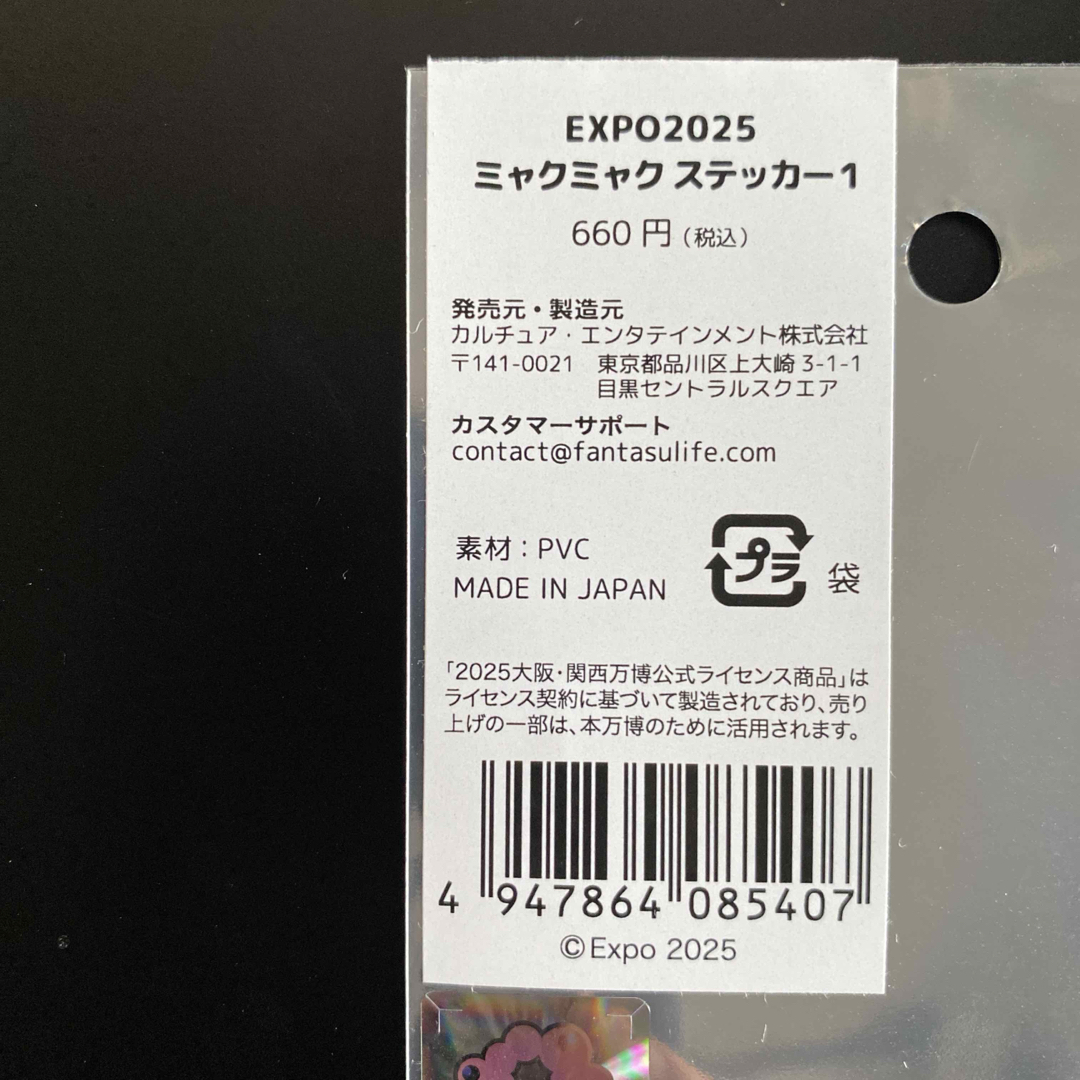 EXPO2025
ミャクミャク ステッカー1
660 円（税込）
発売元・製造元
カルチュア・エンタテインメント株式会社
〒141-0021 東京都品川区上大崎 3-1-1
目黒セントラルスクエア
カスタマーサポート
contact@fantasulife.com
素材：PVC
MADE IN JAPAN
プラ
袋
「2025大阪・関西万博公式ライセンス商品」は
ライセンス契約に基づいて製造されており、売り
上げの一部は、本万博のために活用されます。
4 947864 085407
©Expo 2025